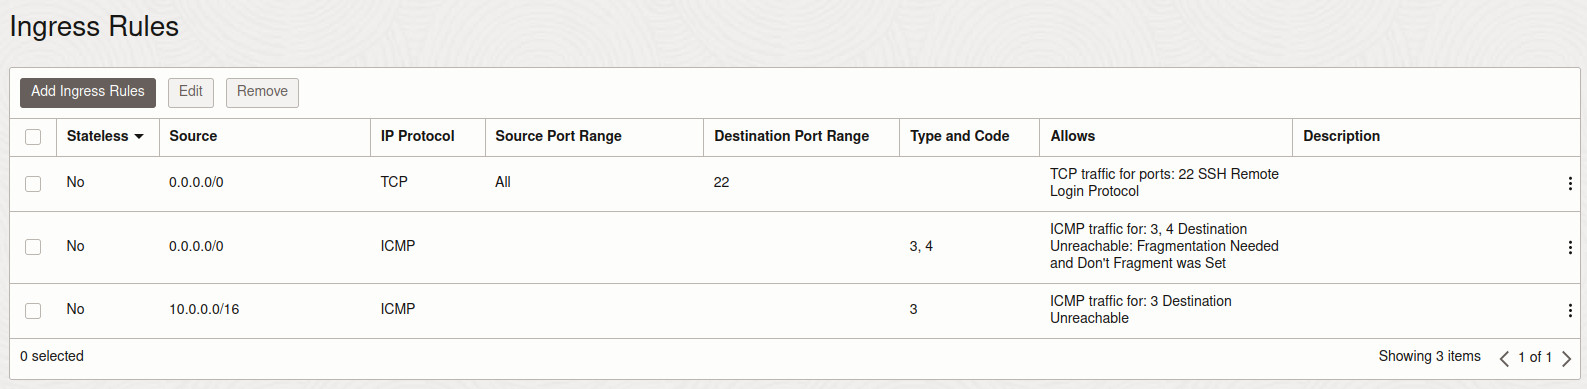 Ingress Rules
Add Ingress Rules Edit Remove
Stateless Source IP Protocol Source Port Range Destination Port Range Type and Code Allows Description
No 0.0.0.0/0 TCP All 22 TCP traffic for ports: 22 SSH Remote
Login Protocol
No 0.0.0.0/0 ICMP 3, 4 ICMP traffic for: 3, 4 Destination
Unreachable: Fragmentation Needed
and Don't Fragment was Set
No 10.0.0.0/16 ICMP 3 ICMP traffic for: 3 Destination
Unreachable
0 selected Showing 3 items 1 of 1